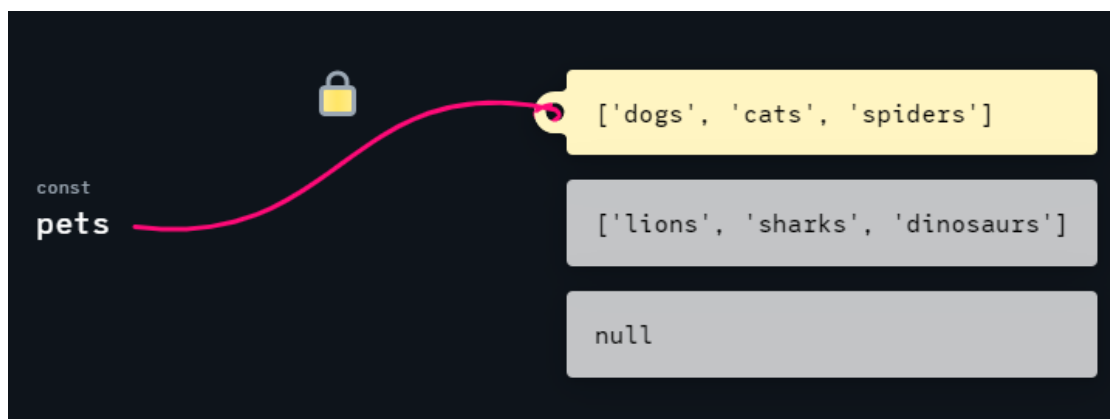 ['dogs', 'cats', 'spiders']
const
pets
['lions', 'sharks', 'dinosaurs']
null